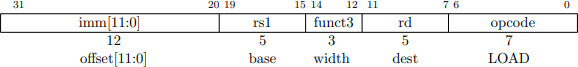 31 20 19 15 14 12 11 7 6 0
imm[11:0] rs1 funct3 rd opcode
12 5 3 5 7
offset[11:0] base width dest LOAD